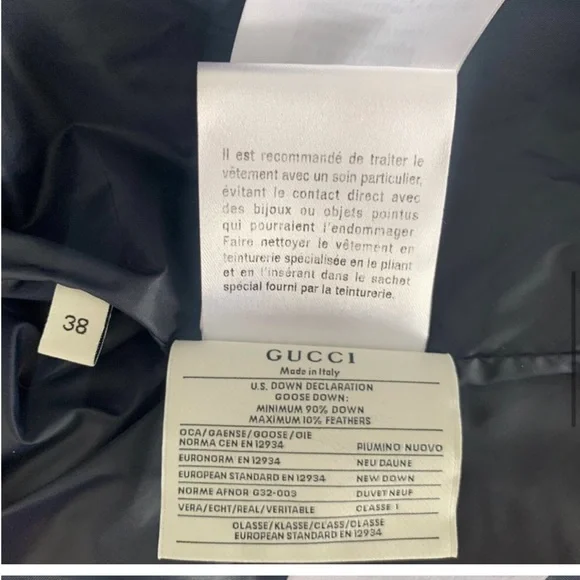 Il est recommandé de traiter le
vêtement avec un soin particulier,
évitant le contact direct avec
des bijoux ou objets pointus
qui pourraient l'endommager.
Faire nettoyer le vêtement en
teinturerie spécialisée en le pliant
et en l'insérant dans le sachet
spécial fourni par la teinturerie.
38
GUCCI
Made in Italy
U.S. DOWN DECLARATION
GOOSE DOWN:
MINIMUM 90% DOWN
MAXIMUM 10% FEATHERS
OCA/GAENSE/GOOSE/OIE
NORMA CEN EN 12934 PIUMINO NUOVO
EURONORM EN 12934 NEU DAUNE
EUROPEAN STANDARD EN 12934 NEW DOWN
NORME AFNOR G32-003 DUVET NEUF
VERA/ECHT/REAL/VERITABLE CLASSE 1
CLASSE/KLASSE/CLASS/CLASSE
EUROPEAN STANDARD EN 12934